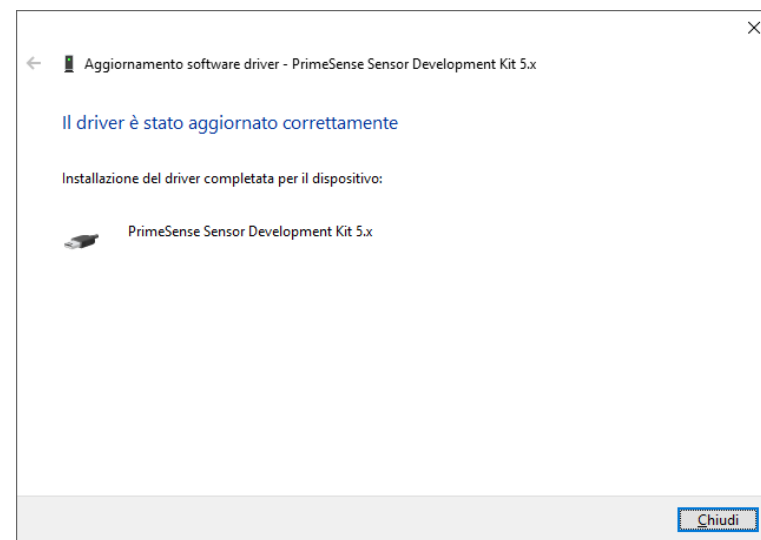 Aggiornamento software driver - PrimeSense Sensor Development Kit 5.x
Il driver è stato aggiornato correttamente
Installazione del driver completata per il dispositivo:
PrimeSense Sensor Development Kit 5.x
Chiudi